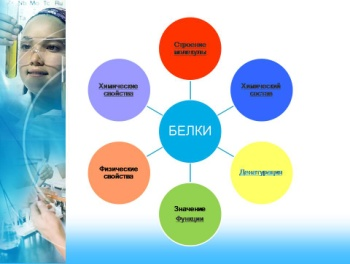 Строение
молекулы
Химические
свойства
Химический
состав
БЕЛКИ
Физические
свойства
Денатурация
Значение
Функции